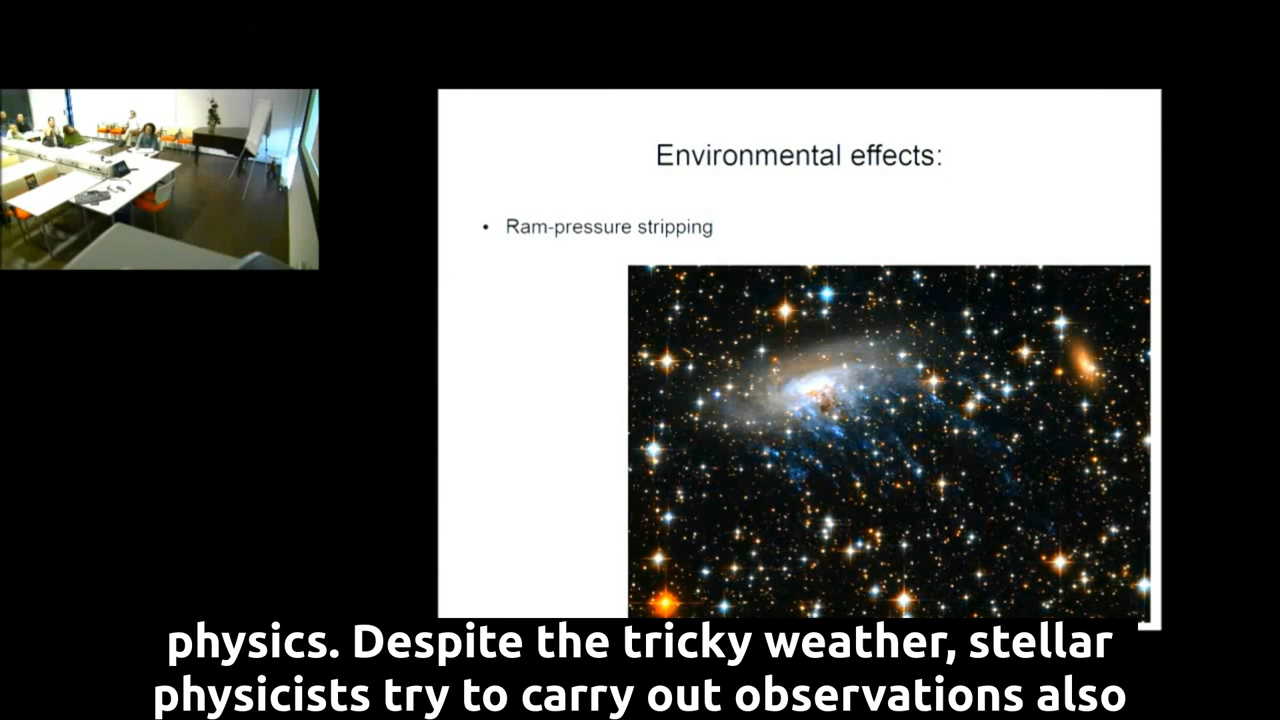 Environmental effects:
• Ram-pressure stripping
physics. Despite the tricky weather, stellar
physicists try to carry out observations also